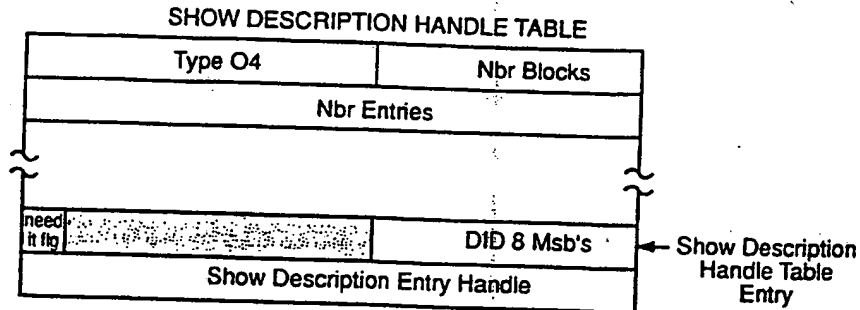 SHOW DESCRIPTION HANDLE TABLE
Type O4
Nbr Blocks
Nbr Entries
need
it flg
DID 8 Msb's
Show Description Entry Handle
Show Description
Handle Table
Entry